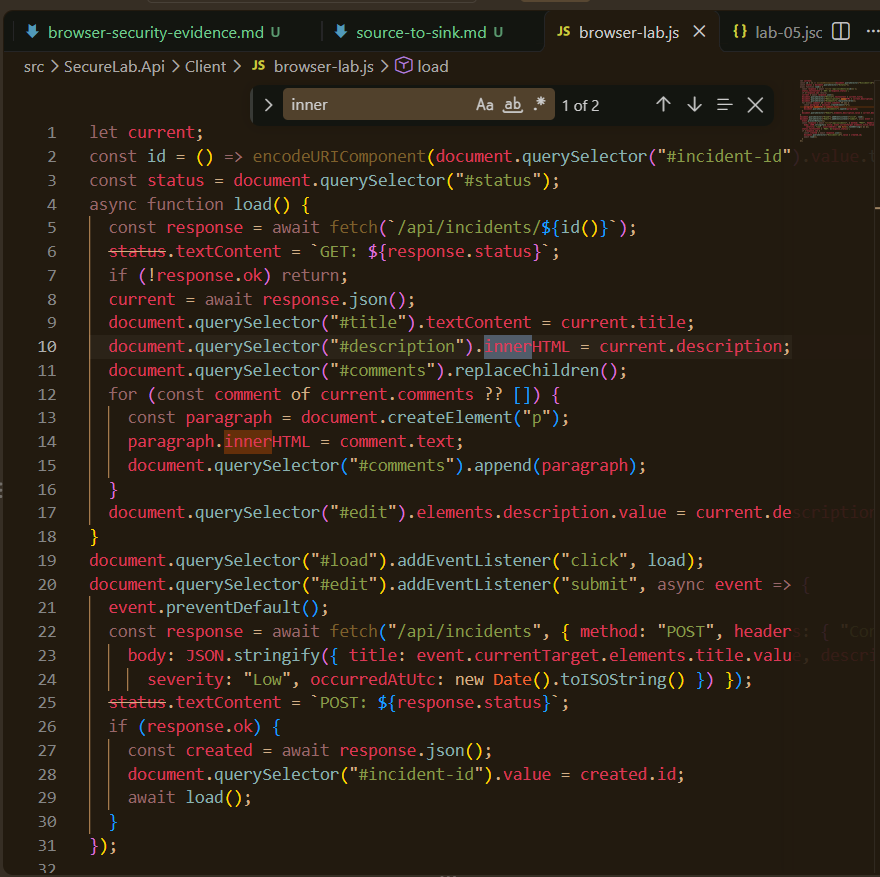 browser-security-evidence.md U
source-to-sink.md U
JS browser-lab.js
{} lab-05.jsc
src > SecureLab.Api > Client > JS browser-lab.js > load
inner Aa ab .* 1 of 2
1 let current;
2 const id = () => encodeURIComponent(document.querySelector("#incident-id").value.t
3 const status = document.querySelector("#status");
4 async function load() {
5 const response = await fetch(`/api/incidents/${id()}`);
6 status.textContent = `GET: ${response.status}`;
7 if (!response.ok) return;
8 current = await response.json();
9 document.querySelector("#title").textContent = current.title;
10 document.querySelector("#description").innerHTML = current.description;
11 document.querySelector("#comments").replaceChildren();
12 for (const comment of current.comments ?? []) {
13 const paragraph = document.createElement("p");
14 paragraph.innerHTML = comment.text;
15 document.querySelector("#comments").append(paragraph);
16 }
17 document.querySelector("#edit").elements.description.value = current.description
18 }
19 document.querySelector("#load").addEventListener("click", load);
20 document.querySelector("#edit").addEventListener("submit", async event => {
21 event.preventDefault();
22 const response = await fetch("/api/incidents", { method: "POST", headers: { "Con
23 body: JSON.stringify({ title: event.currentTarget.elements.title.value, descri
24 severity: "Low", occurredAtUtc: new Date().toISOString() }) });
25 status.textContent = `POST: ${response.status}`;
26 if (response.ok) {
27 const created = await response.json();
28 document.querySelector("#incident-id").value = created.id;
29 await load();
30 }
31 });
32